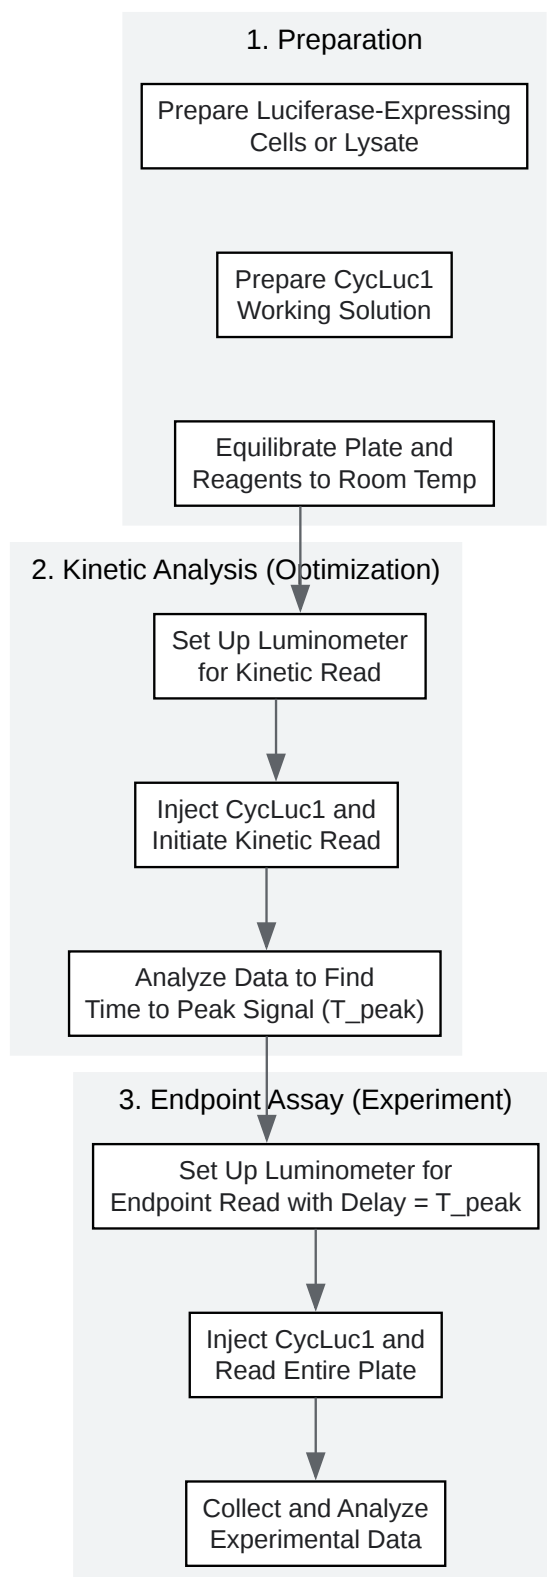 1. Preparation
Prepare Luciferase-Expressing
Cells or Lysate
Prepare CycLuc1
Working Solution
Equilibrate Plate and
Reagents to Room Temp
2. Kinetic Analysis (Optimization)
Set Up Luminometer
for Kinetic Read
Inject CycLuc1 and
Initiate Kinetic Read
Analyze Data to Find
Time to Peak Signal (T_peak)
3. Endpoint Assay (Experiment)
Set Up Luminometer for
Endpoint Read with Delay = T_peak
Inject CycLuc1 and
Read Entire Plate
Collect and Analyze
Experimental Data